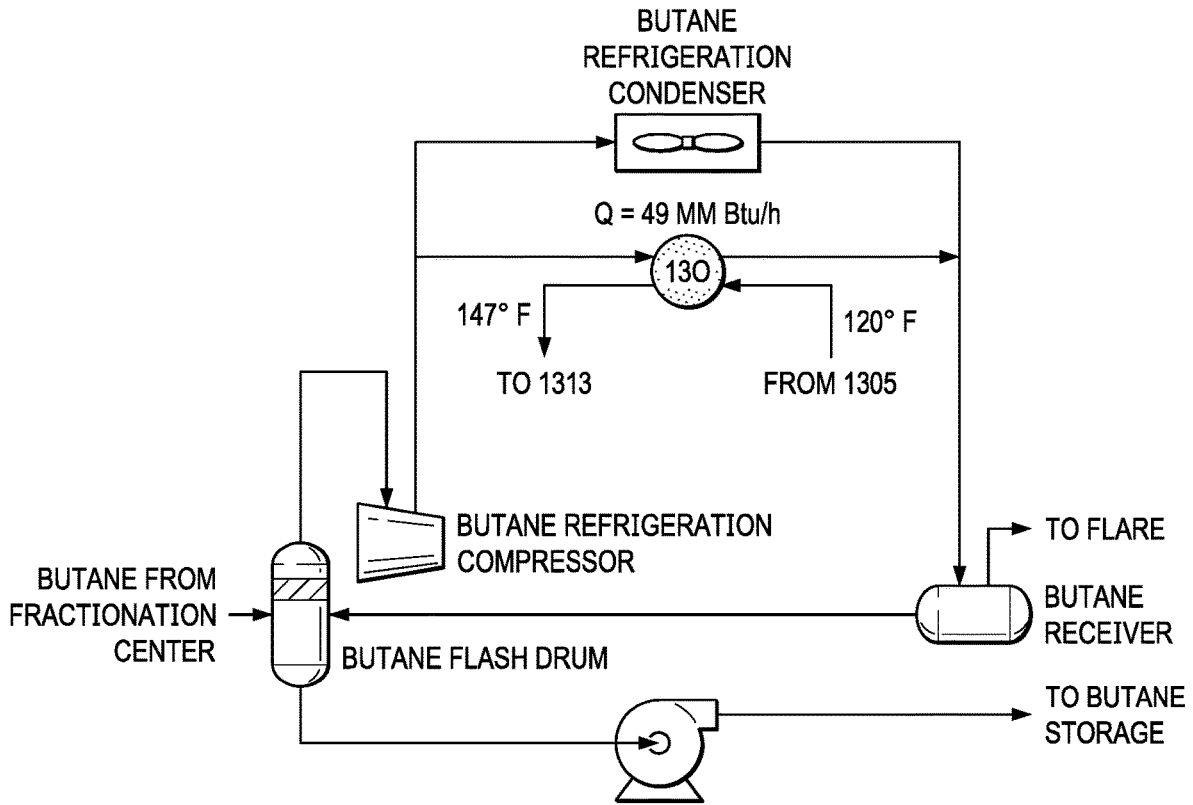 BUTANE
REFRIGERATION
CONDENSER
Q = 49 MM Btu/h
130
147° F
120° F
TO 1313
FROM 1305
BUTANE REFRIGERATION
COMPRESSOR
TO FLARE
BUTANE FROM
FRACTIONATION
CENTER
BUTANE
RECEIVER
BUTANE FLASH DRUM
TO BUTANE
STORAGE